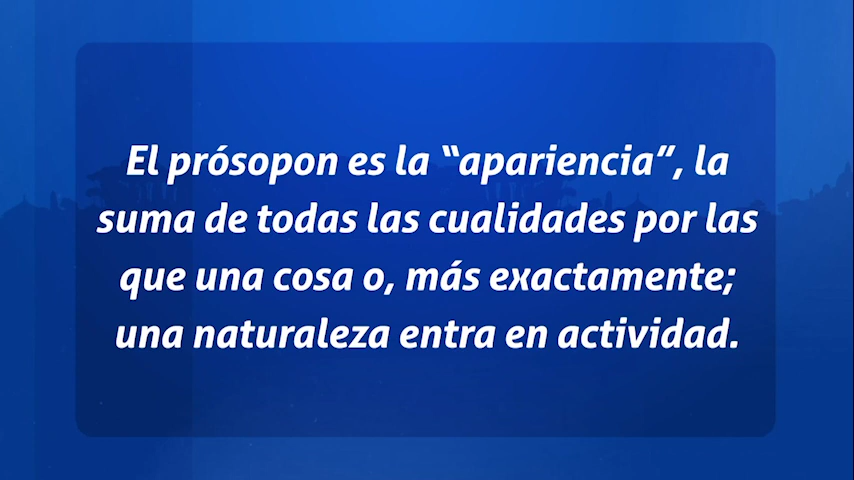 El prósopon es la “apariencia”, la
suma de todas las cualidades por las
que una cosa o, más exactamente;
una naturaleza entra en actividad.